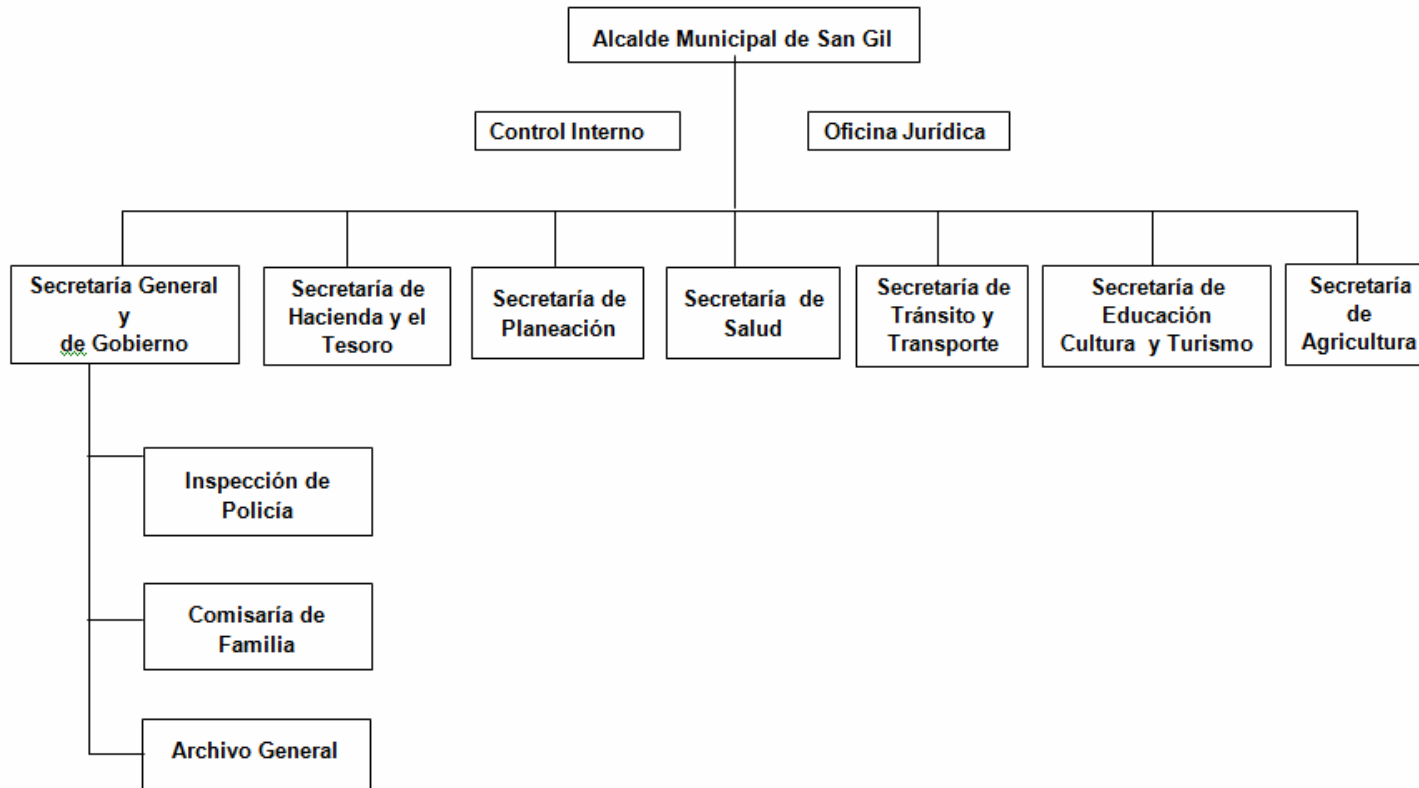 Alcalde Municipal de San Gil
Control Interno
Oficina Jurídica
Secretaría General
y
de Gobierno
Secretaría de
Hacienda y el
Tesoro
Secretaría de
Planeación
Secretaría de
Salud
Secretaría de
Tránsito y
Transporte
Secretaría de
Educación
Cultura y Turismo
Secretaría
de
Agricultura
Inspección de
Policía
Comisaría de
Familia
Archivo General